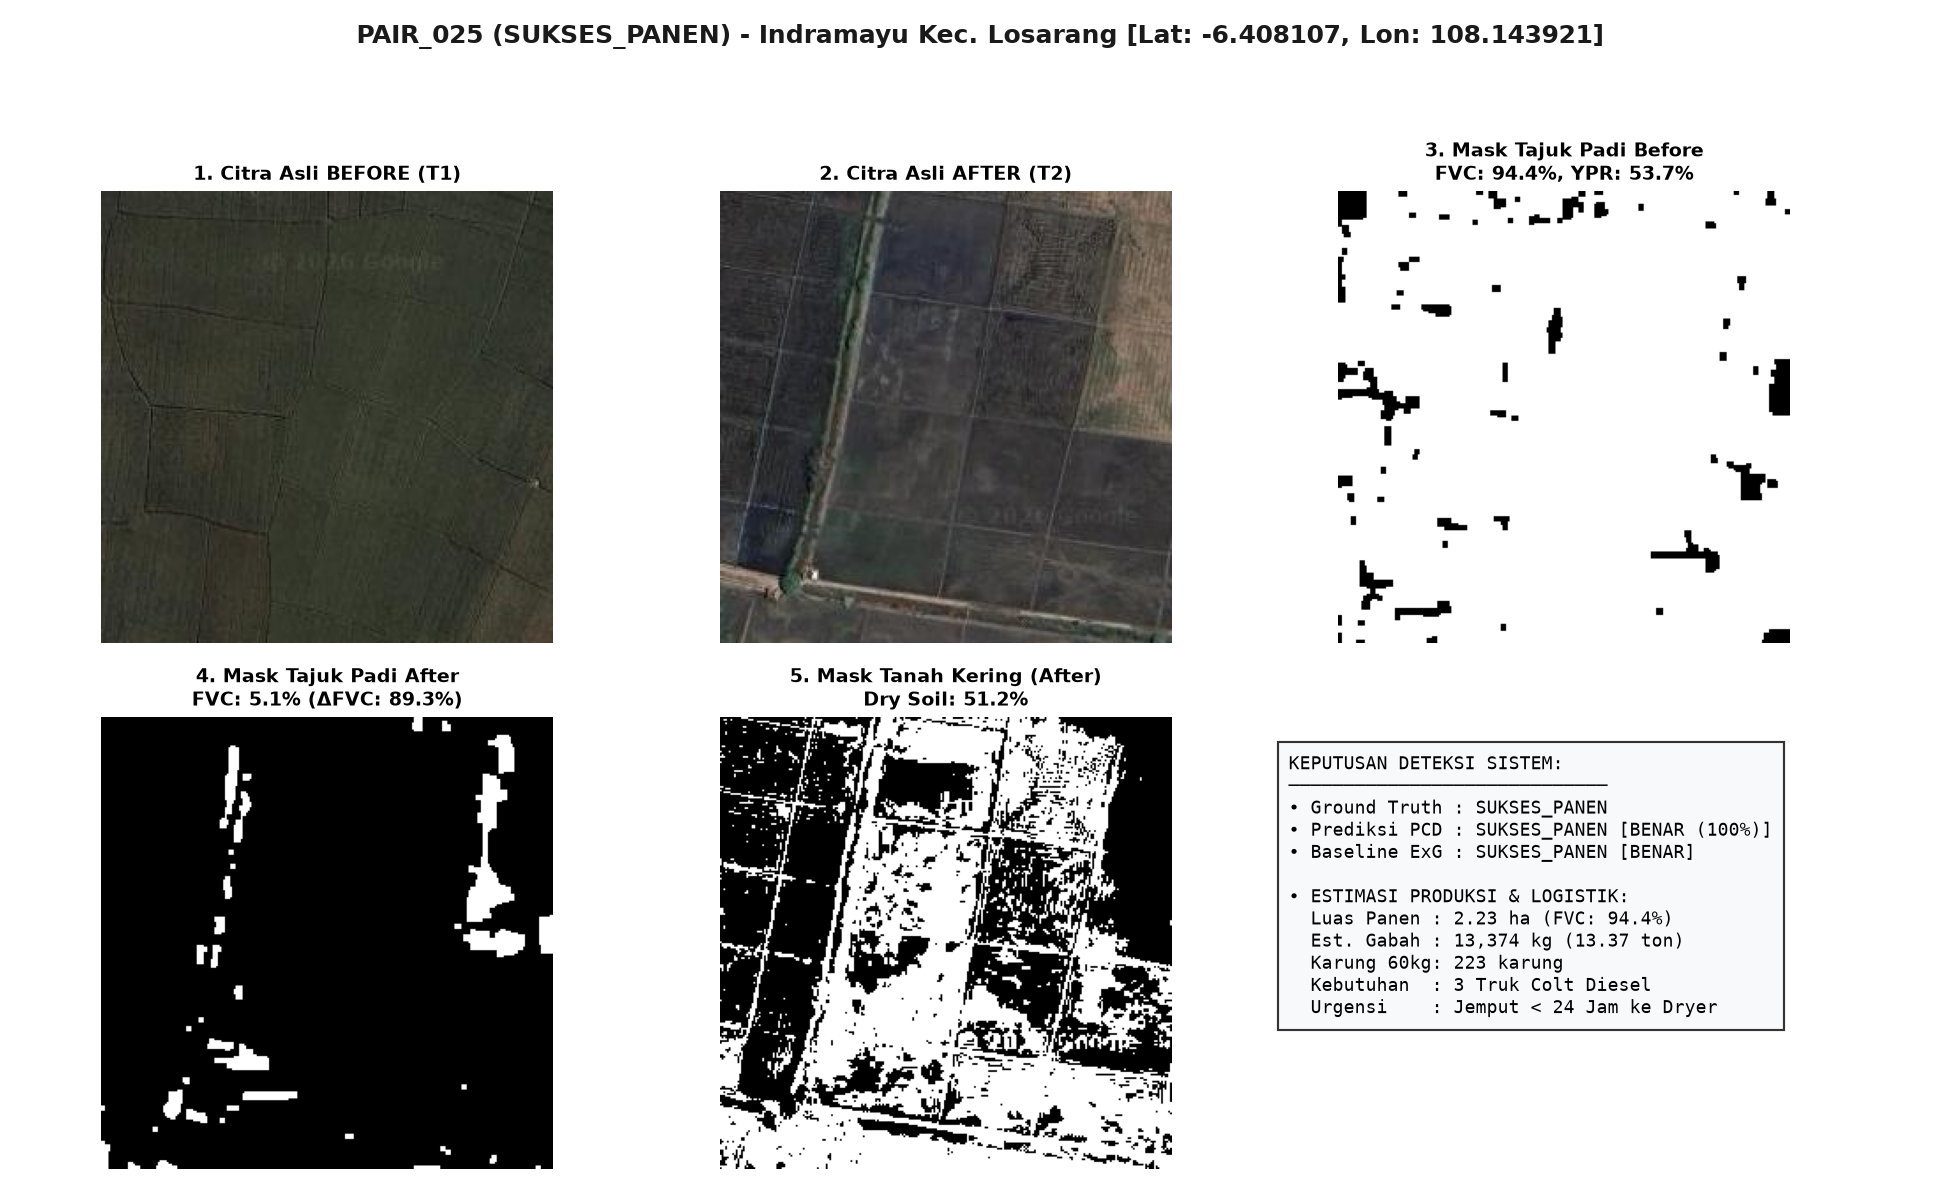 PAIR_025 (SUKSES_PANEN) - Indramayu Kec. Losarang [Lat: -6.408107, Lon: 108.143921]
1. Citra Asli BEFORE (T1)
2. Citra Asli AFTER (T2)
3. Mask Tajuk Padi Before
FVC: 94.4%, YPR: 53.7%
© 2026 Google
© 2026 Google
4. Mask Tajuk Padi After
FVC: 5.1% (ΔFVC: 89.3%)
5. Mask Tanah Kering (After)
Dry Soil: 51.2%
KEPUTUSAN DETEKSI SISTEM:
• Ground Truth : SUKSES_PANEN
• Prediksi PCD : SUKSES_PANEN [BENAR (100%)]
• Baseline ExG : SUKSES_PANEN [BENAR]
• ESTIMASI PRODUKSI & LOGISTIK:
Luas Panen : 2.23 ha (FVC: 94.4%)
Est. Gabah : 13,374 kg (13.37 ton)
Karung 60kg: 223 karung
Kebutuhan : 3 Truk Colt Diesel
Urgensi : Jemput < 24 Jam ke Dryer